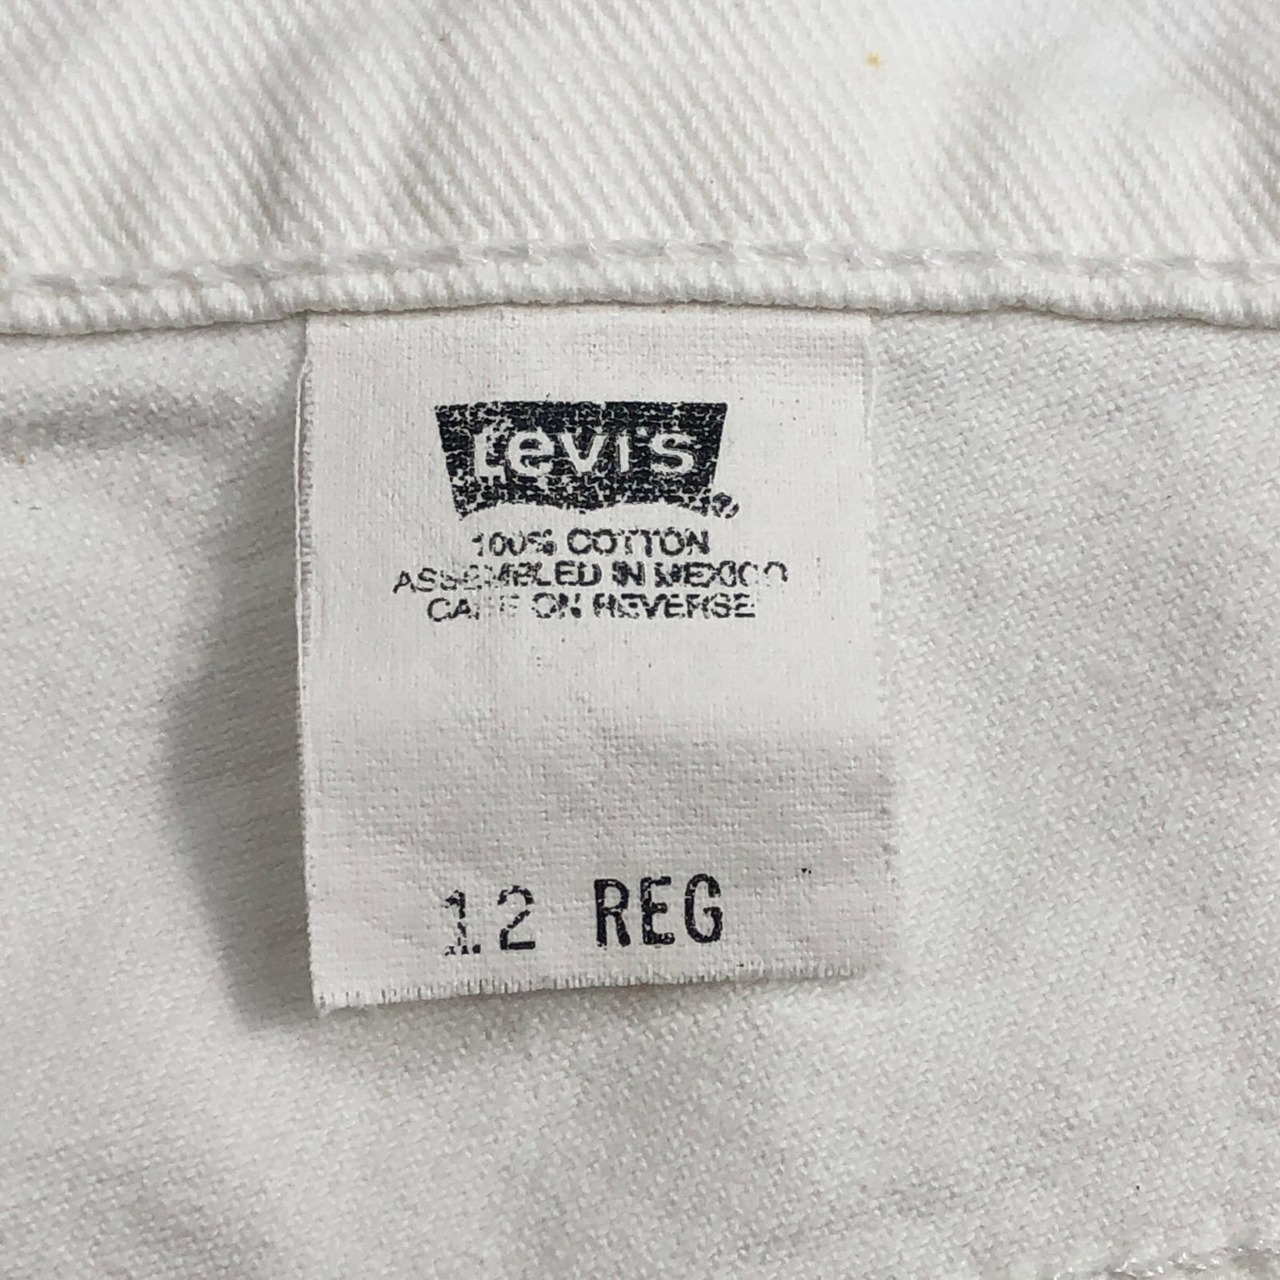 Levi's®
100% COTTON
ASSEMBLED IN MEXICO
CARE ON REVERSE
12 REG